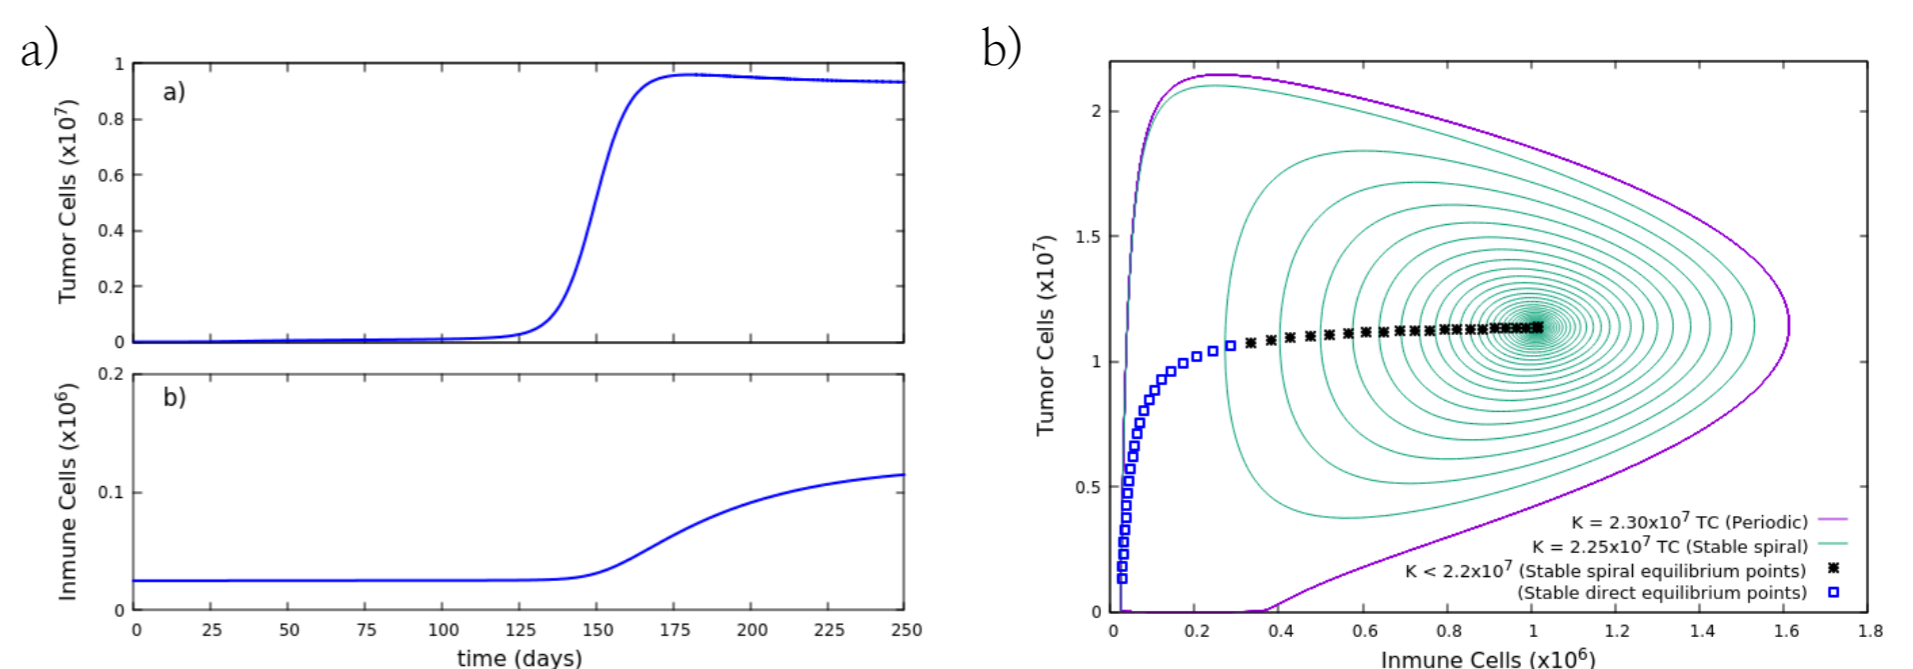 a)
a)
Tumor Cells (x10⁷)
1
0.8
0.6
0.4
0.2
0
b)
Inmune Cells (x10⁶)
0.2
0.1
0
0 25 50 75 100 125 150 175 200 225 250
time (days)
b)
Tumor Cells (x10⁷)
2
1.5
1
0.5
0
K = 2.30x10⁷ TC (Periodic)
K = 2.25x10⁷ TC (Stable spiral)
K < 2.2x10⁷ (Stable spiral equilibrium points)
(Stable direct equilibrium points)
0 0.2 0.4 0.6 0.8 1 1.2 1.4 1.6 1.8
Inmune Cells (x10⁶)